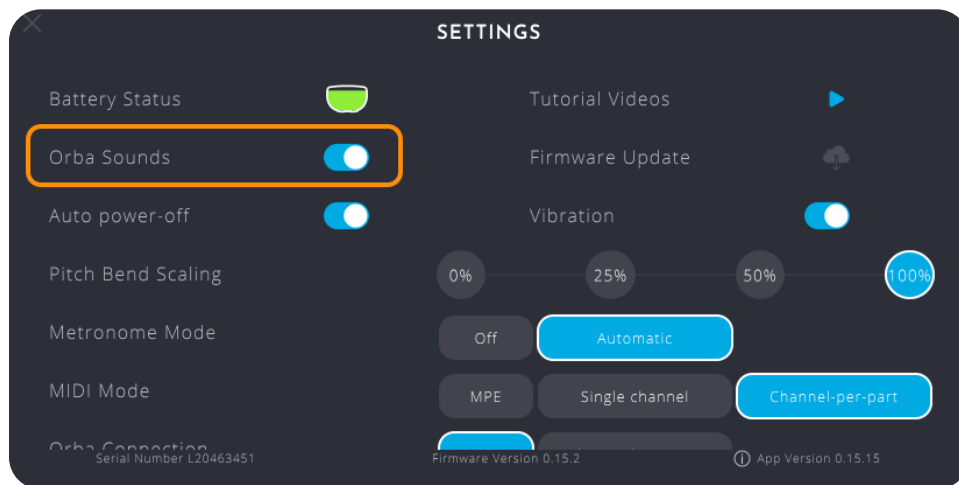 SETTINGS
Battery Status
Tutorial Videos
Orba Sounds
Firmware Update
Auto power-off
Vibration
Pitch Bend Scaling
0%
25%
50%
100%
Metronome Mode
Off
Automatic
MIDI Mode
MPE
Single channel
Channel-per-part
Orba Connection
Serial Number L20463451
Firmware Version 0.15.2
App Version 0.15.15